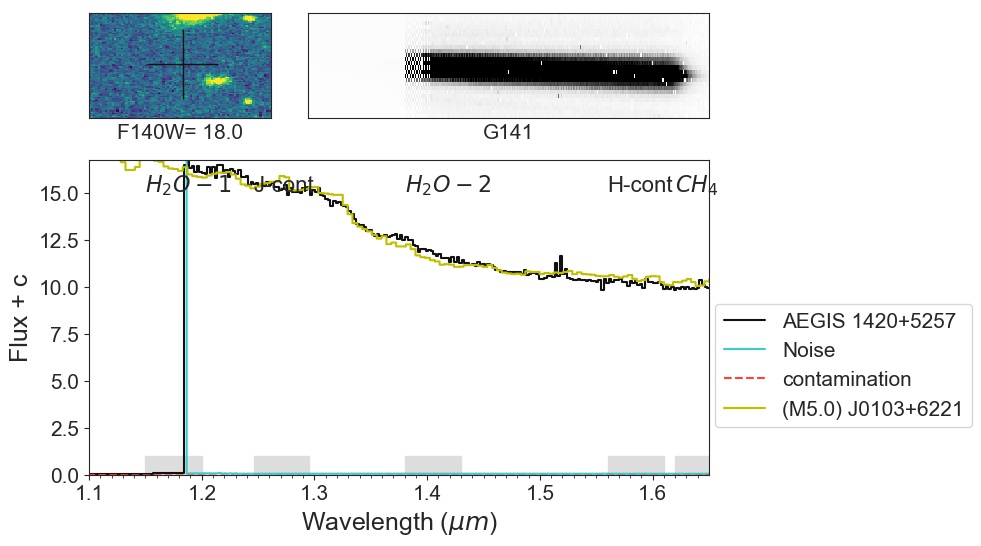 F140W= 18.0
G141
H₂O − 1
J-cont
H₂O − 2
H-cont
CH₄
15.0
12.5
10.0
7.5
5.0
2.5
0.0
Flux + c
1.1
1.2
1.3
1.4
1.5
1.6
Wavelength (μm)
AEGIS 1420+5257
Noise
contamination
(M5.0) J0103+6221